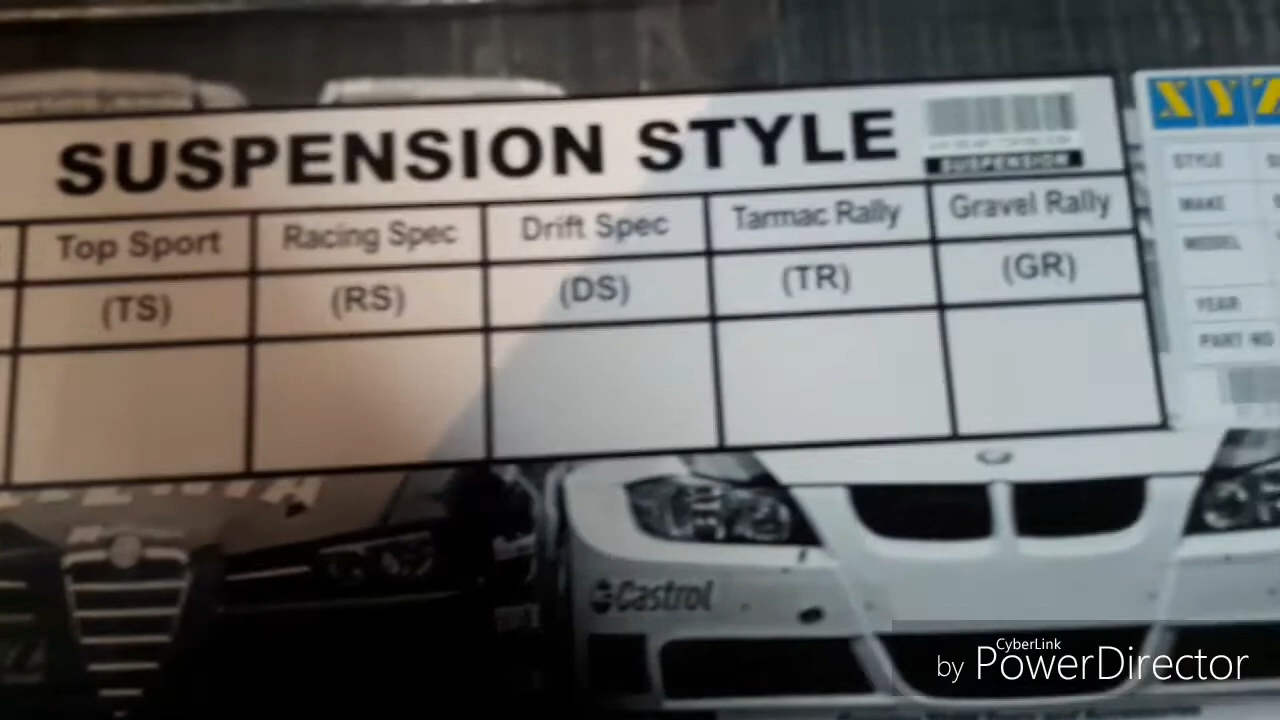 SUSPENSION STYLE
SUSPENSION
Top Sport Racing Spec Drift Spec Tarmac Rally Gravel Rally
(TS) (RS) (DS) (TR) (GR)
XYZ
STYLE
MAKE
MODEL
YEAR
PART NO
Castrol
CyberLink
by PowerDirector